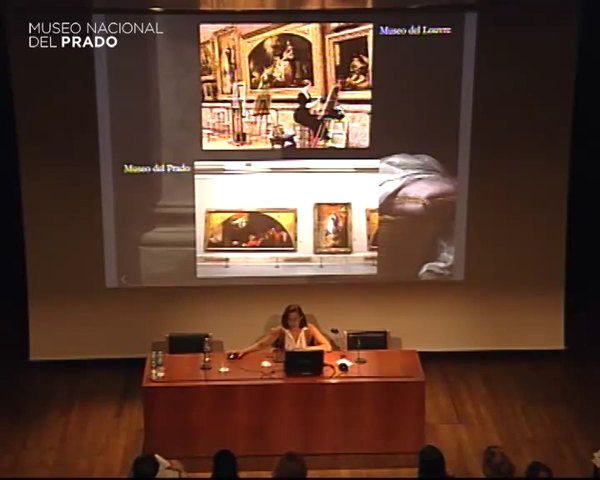 MUSEO NACIONAL
DEL PRADO
Museo del Louvre
Museo del Prado